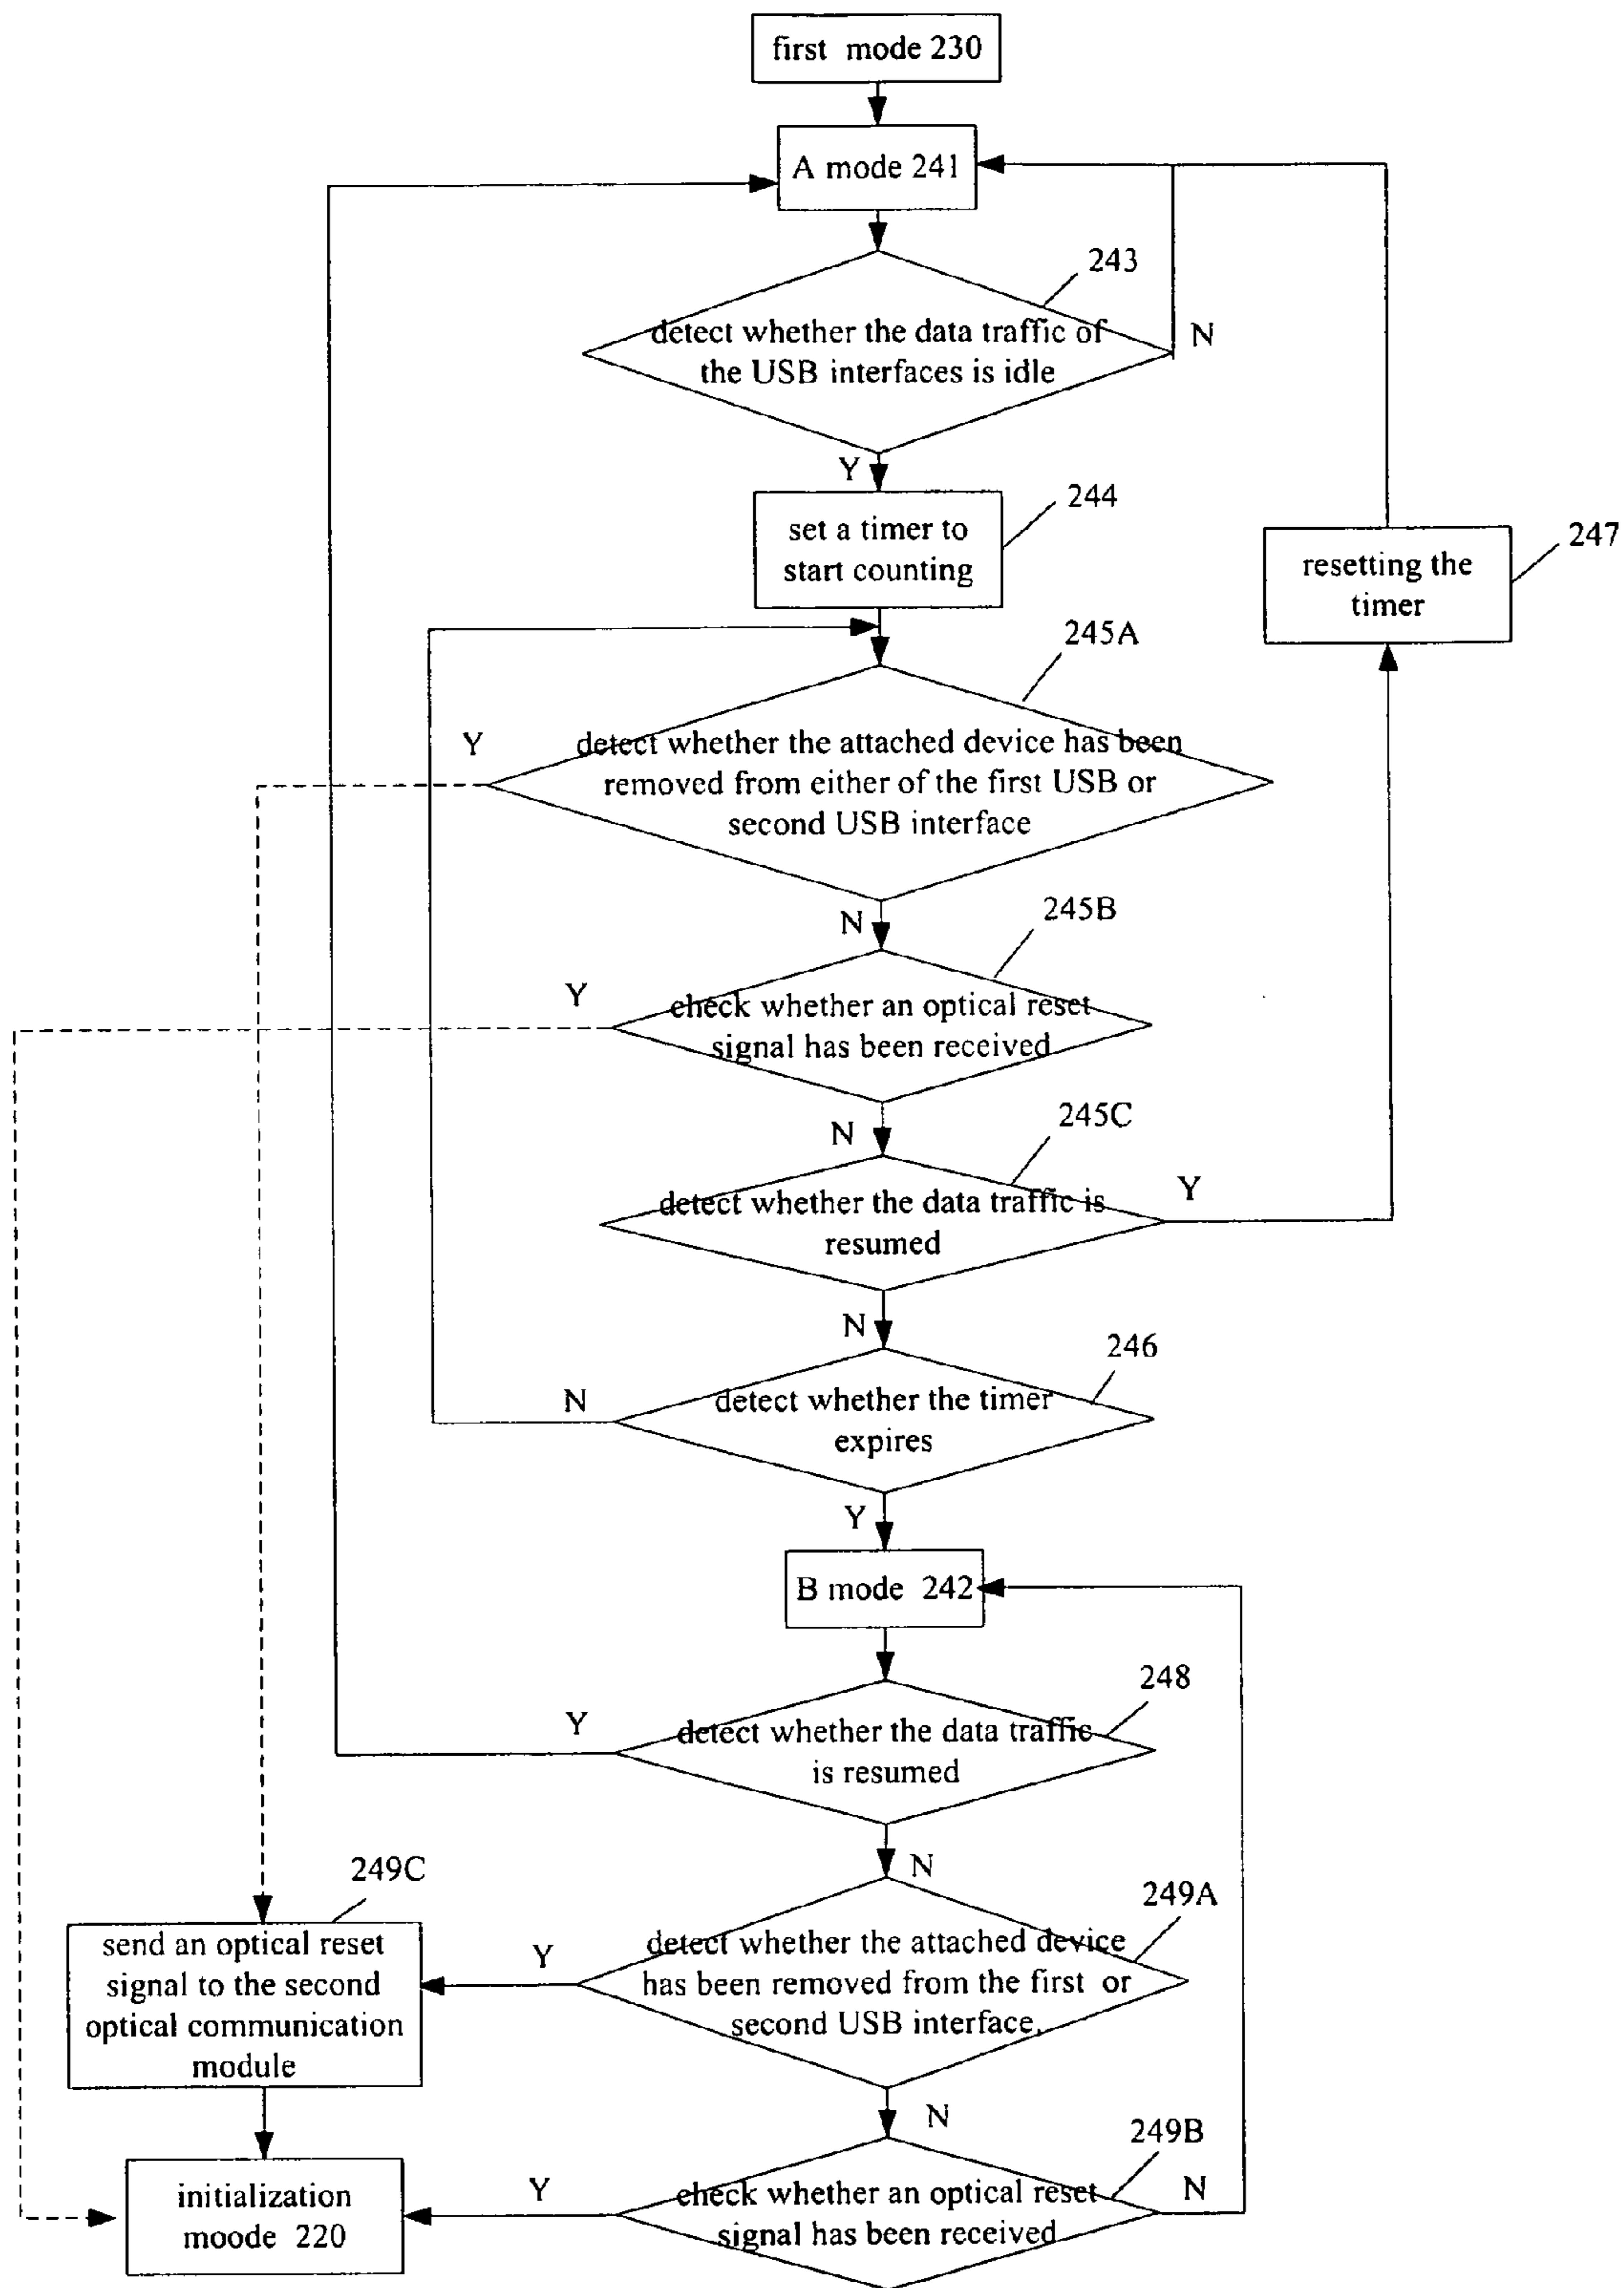 first mode 230
A mode 241
243
detect whether the data traffic of
the USB interfaces is idle
N
Y
244
set a timer to
start counting
247
resetting the
timer
245A
Y
detect whether the attached device has been
removed from either of the first USB or
second USB interface
N
245B
Y
check whether an optical reset
signal has been received
N
245C
detect whether the data traffic is
resumed
Y
N
246
N
detect whether the timer
expires
Y
B mode 242
248
Y
detect whether the data traffic
is resumed
N
249C
249A
send an optical reset
signal to the second
optical communication
module
Y
detect whether the attached device
has been removed from the first or
second USB interface,
N
249B
initialization
moode 220
Y
check whether an optical reset
signal has been received
N